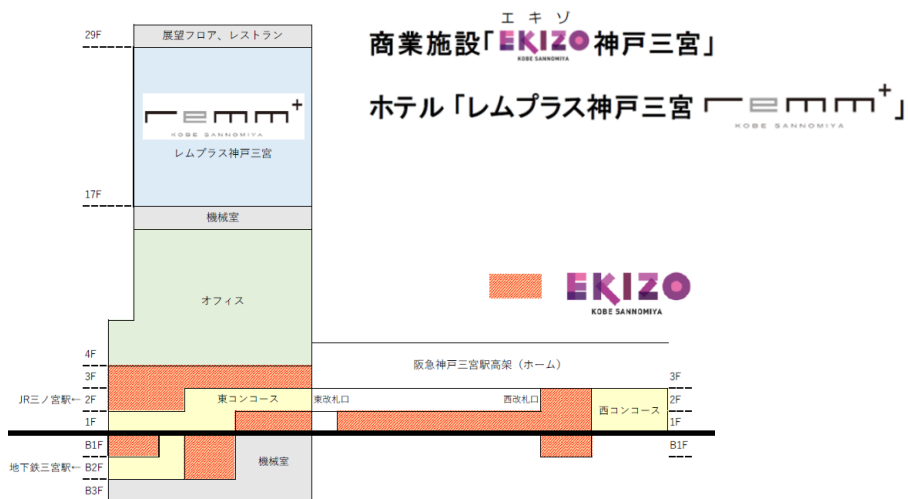 エキゾ
商業施設「EKIZO神戸三宮」
KOBE SANNOMIYA
ホテル「レムプラス神戸三宮 remm+」
KOBE SANNOMIYA
29F
展望フロア、レストラン
remm+
KOBE SANNOMIYA
レムプラス神戸三宮
17F
機械室
オフィス
EKIZO
KOBE SANNOMIYA
4F
阪急神戸三宮駅高架（ホーム）
3F
3F
JR三ノ宮駅←
2F
東コンコース
東改札口
西改札口
西コンコース
2F
1F
1F
B1F
B1F
地下鉄三宮駅←
B2F
機械室
B3F